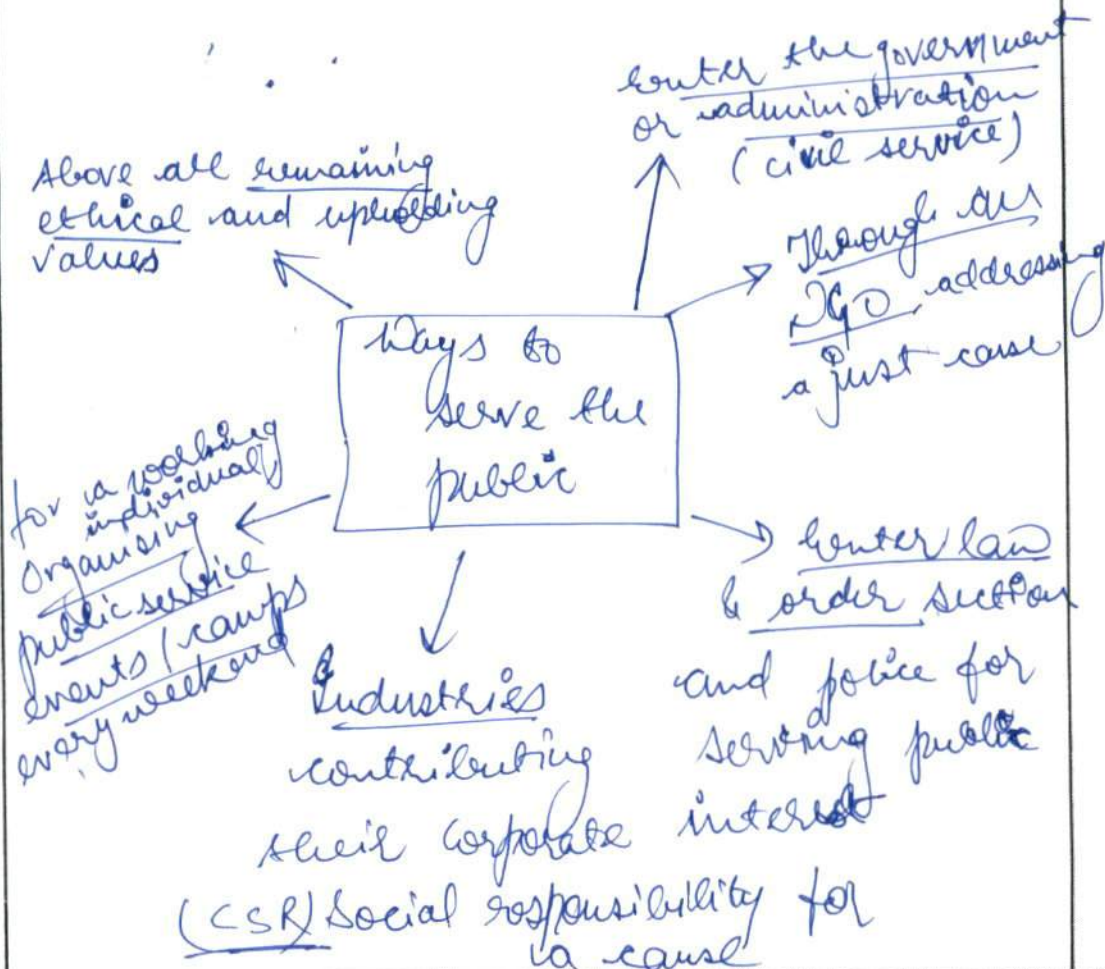 Ways to
serve the
public
Enter the government
or administration
(civil service)
Through an
NGO, addressing
a just cause
Enter law
& order section
and police for
serving public
interest
Industries
contributing
their corporate
(CSR) Social responsibility for
a cause
for a working
individual,
organising
public service
events / camps
every weekend
Above all remaining
ethical and upholding
values